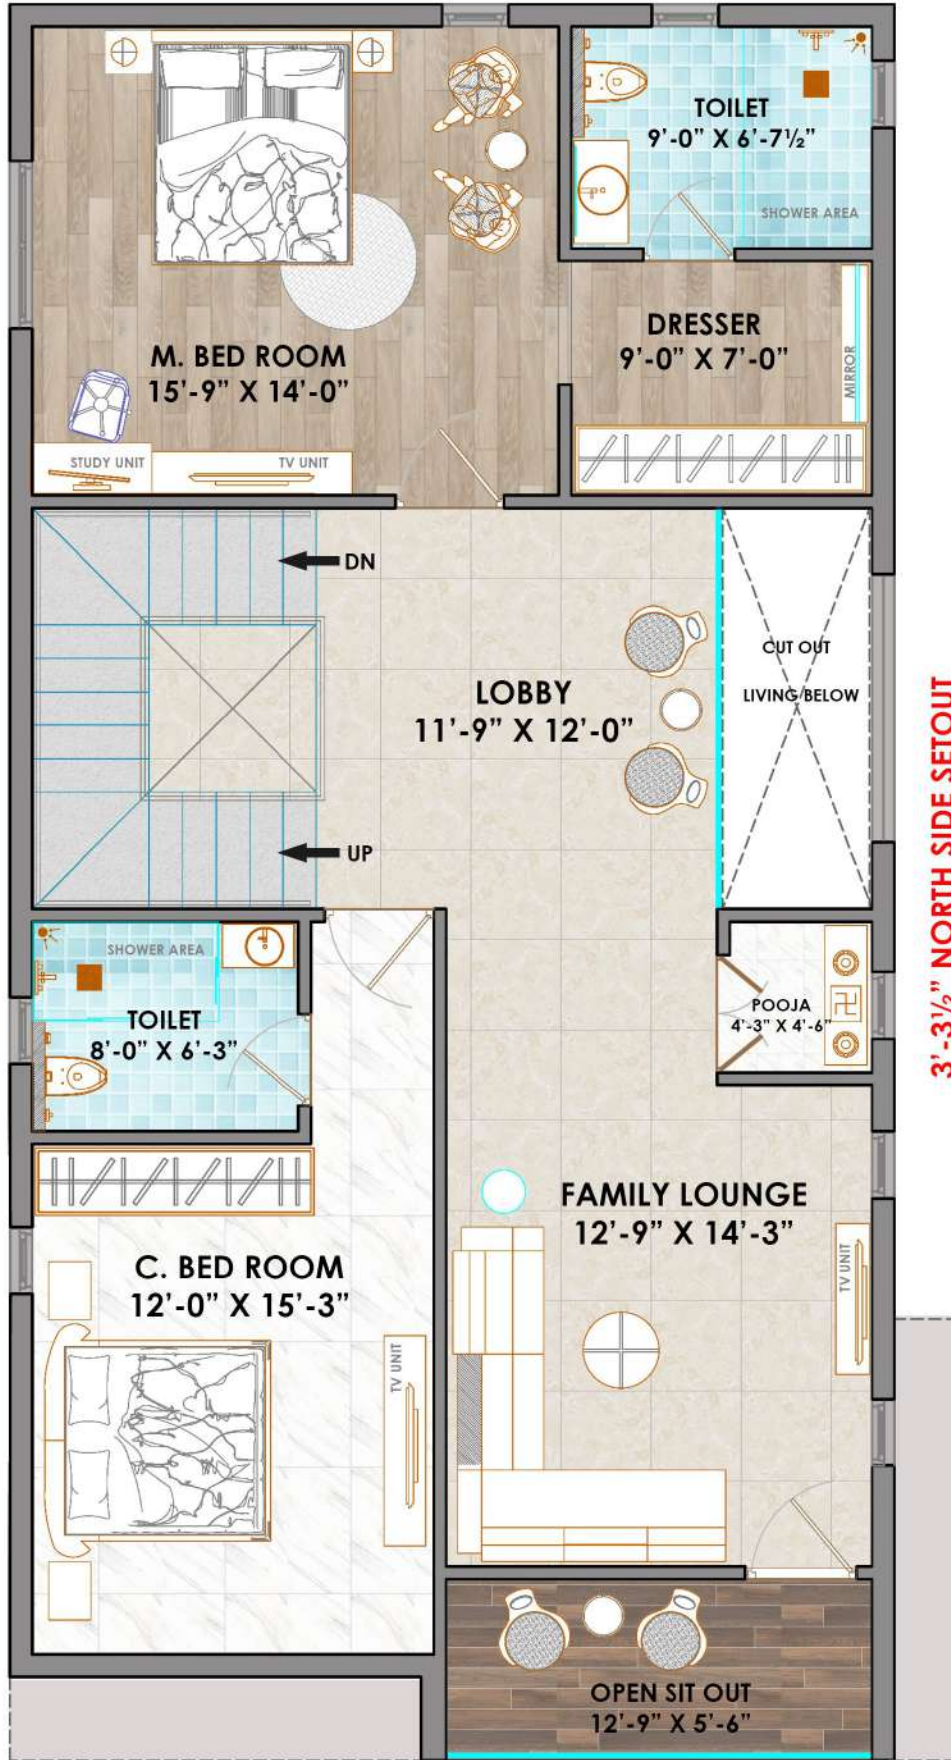 TOILET
9'-0" X 6'-7½"
SHOWER AREA
DRESSER
9'-0" X 7'-0"
MIRROR
M. BED ROOM
15'-9" X 14'-0"
STUDY UNIT
TV UNIT
DN
CUT OUT
LIVING BELOW
LOBBY
11'-9" X 12'-0"
UP
3'-3½" NORTH SIDE SETOUT
SHOWER AREA
TOILET
8'-0" X 6'-3"
POOJA
4'-3" X 4'-6"
FAMILY LOUNGE
12'-9" X 14'-3"
TV UNIT
C. BED ROOM
12'-0" X 15'-3"
TV UNIT
OPEN SIT OUT
12'-9" X 5'-6"